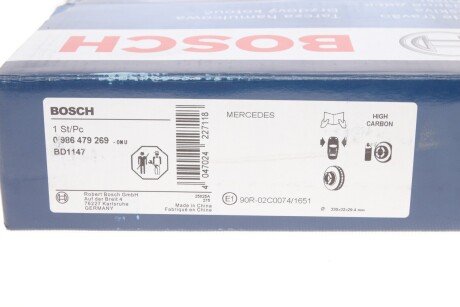 BOSCH
BOSCH
1 St/Pc
0 986 479 269
BD1147
4 047024 227118
MERCEDES
HIGH
CARBON
Robert Bosch GmbH
Auf der Breit 4
76227 Karlsruhe
GERMANY
Made in China
Fabriqué en China
E1 90R-02C0074/1651